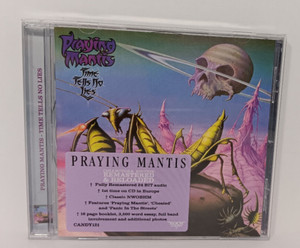 Praying
Mantis
Time
Tells No
Lies
PRAYING MANTIS · TIME TELLS NO LIES
PRAYING MANTIS
REMASTERED
& RELOADED
Fully Remastered 24 BIT audio
1st time on CD in Europe
Classic NWOBHM
Features 'Praying Mantis', 'Cheated'
and 'Panic In The Streets'
16 page booklet, 3,500 word essay, full band
involvement and additional photos
CANDY101